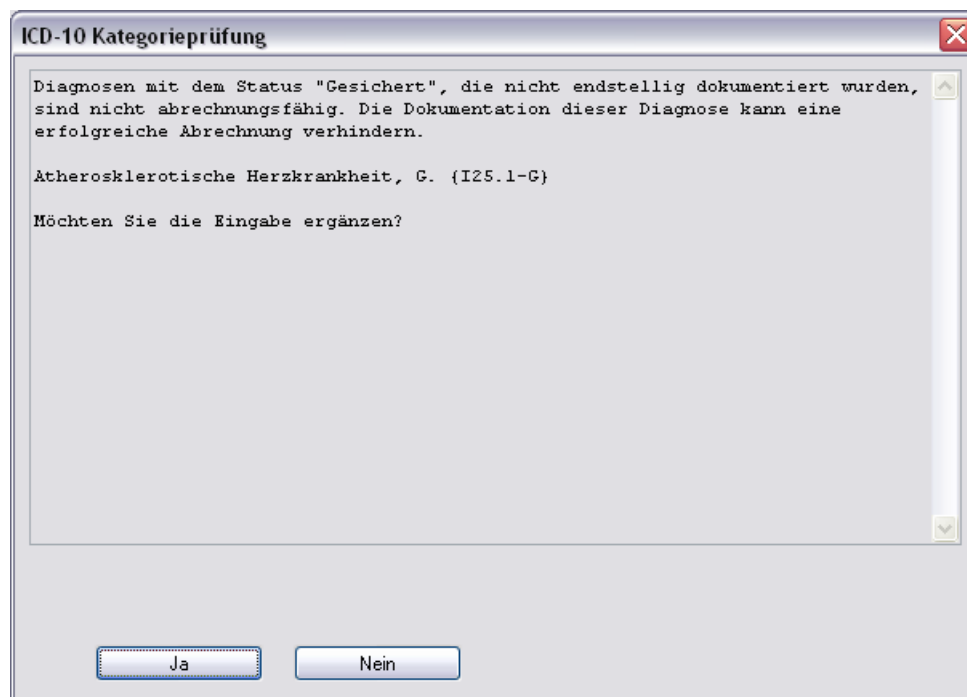 ICD-10 Kategorieprüfung
Diagnosen mit dem Status "Gesichert", die nicht endstellig dokumentiert wurden,
sind nicht abrechnungsfähig. Die Dokumentation dieser Diagnose kann eine
erfolgreiche Abrechnung verhindern.
Atherosklerotische Herzkrankheit, G. {I25.1-G}
Möchten Sie die Eingabe ergänzen?
Ja
Nein